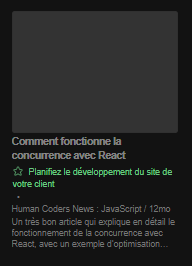 Comment fonctionne la
concurrence avec React
Planifiez le développement du site de
votre client
Human Coders News : JavaScript / 12mo
Un très bon article qui explique en détail le
fonctionnement de la concurrence avec
React, avec un exemple d'optimisation…